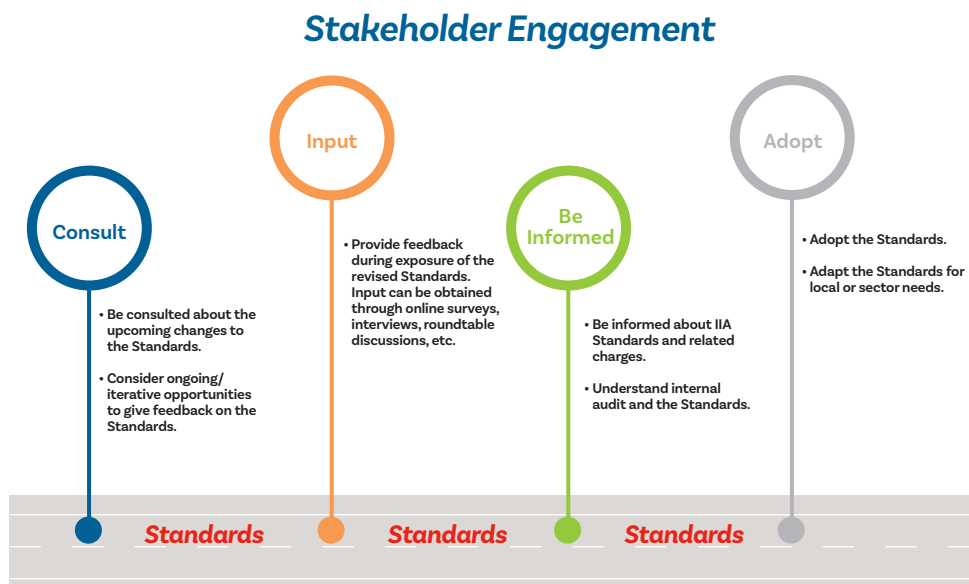 Stakeholder Engagement
Consult
• Be consulted about the
upcoming changes to
the Standards.
• Consider ongoing/
iterative opportunities
to give feedback on the
Standards.
Input
• Provide feedback
during exposure of the
revised Standards.
Input can be obtained
through online surveys,
interviews, roundtable
discussions, etc.
Be
Informed
• Be informed about IIA
Standards and related
charges.
• Understand internal
audit and the Standards.
Adopt
• Adopt the Standards.
• Adapt the Standards for
local or sector needs.
Standards
Standards
Standards